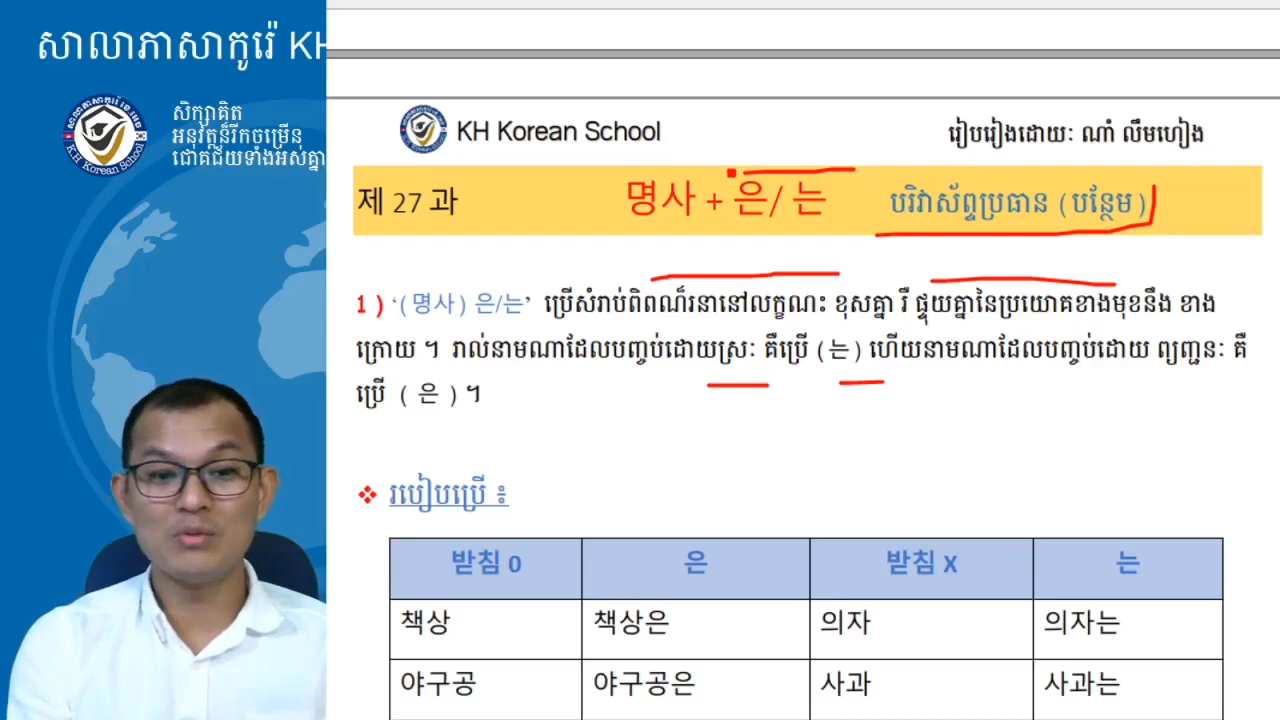 សាលាភាសាកូរ៉េ KH
សិក្សាគិត
អនុវត្តន៍រីកចម្រើន
ជោគជ័យទាំងអស់គ្នា
KH Korean School
រៀបរៀងដោយៈ ណាំ លឹមហៀង
제 27 과
명사 + 은/ 는
បរិវាស័ព្ទប្រធាន (បន្ថែម)
1 ) ‘(명사) 은/는’ ប្រើសំរាប់ពិពណ៌រនានៅលក្ខណះ ខុសគ្នា រឺ ផ្ទុយគ្នានៃប្រយោគខាងមុខនឹង ខាង
ក្រោយ ។ រាល់នាមណាដែលបញ្ចប់ដោយស្រៈ គឺប្រើ (는) ហើយនាមណាដែលបញ្ចប់ដោយ ព្យញ្ជនៈ គឺ
ប្រើ ( 은 ) ។
❖ របៀបប្រើ ៖
받침 0 은 받침 X 는
책상 책상은 의자 의자는
야구공 야구공은 사과 사과는